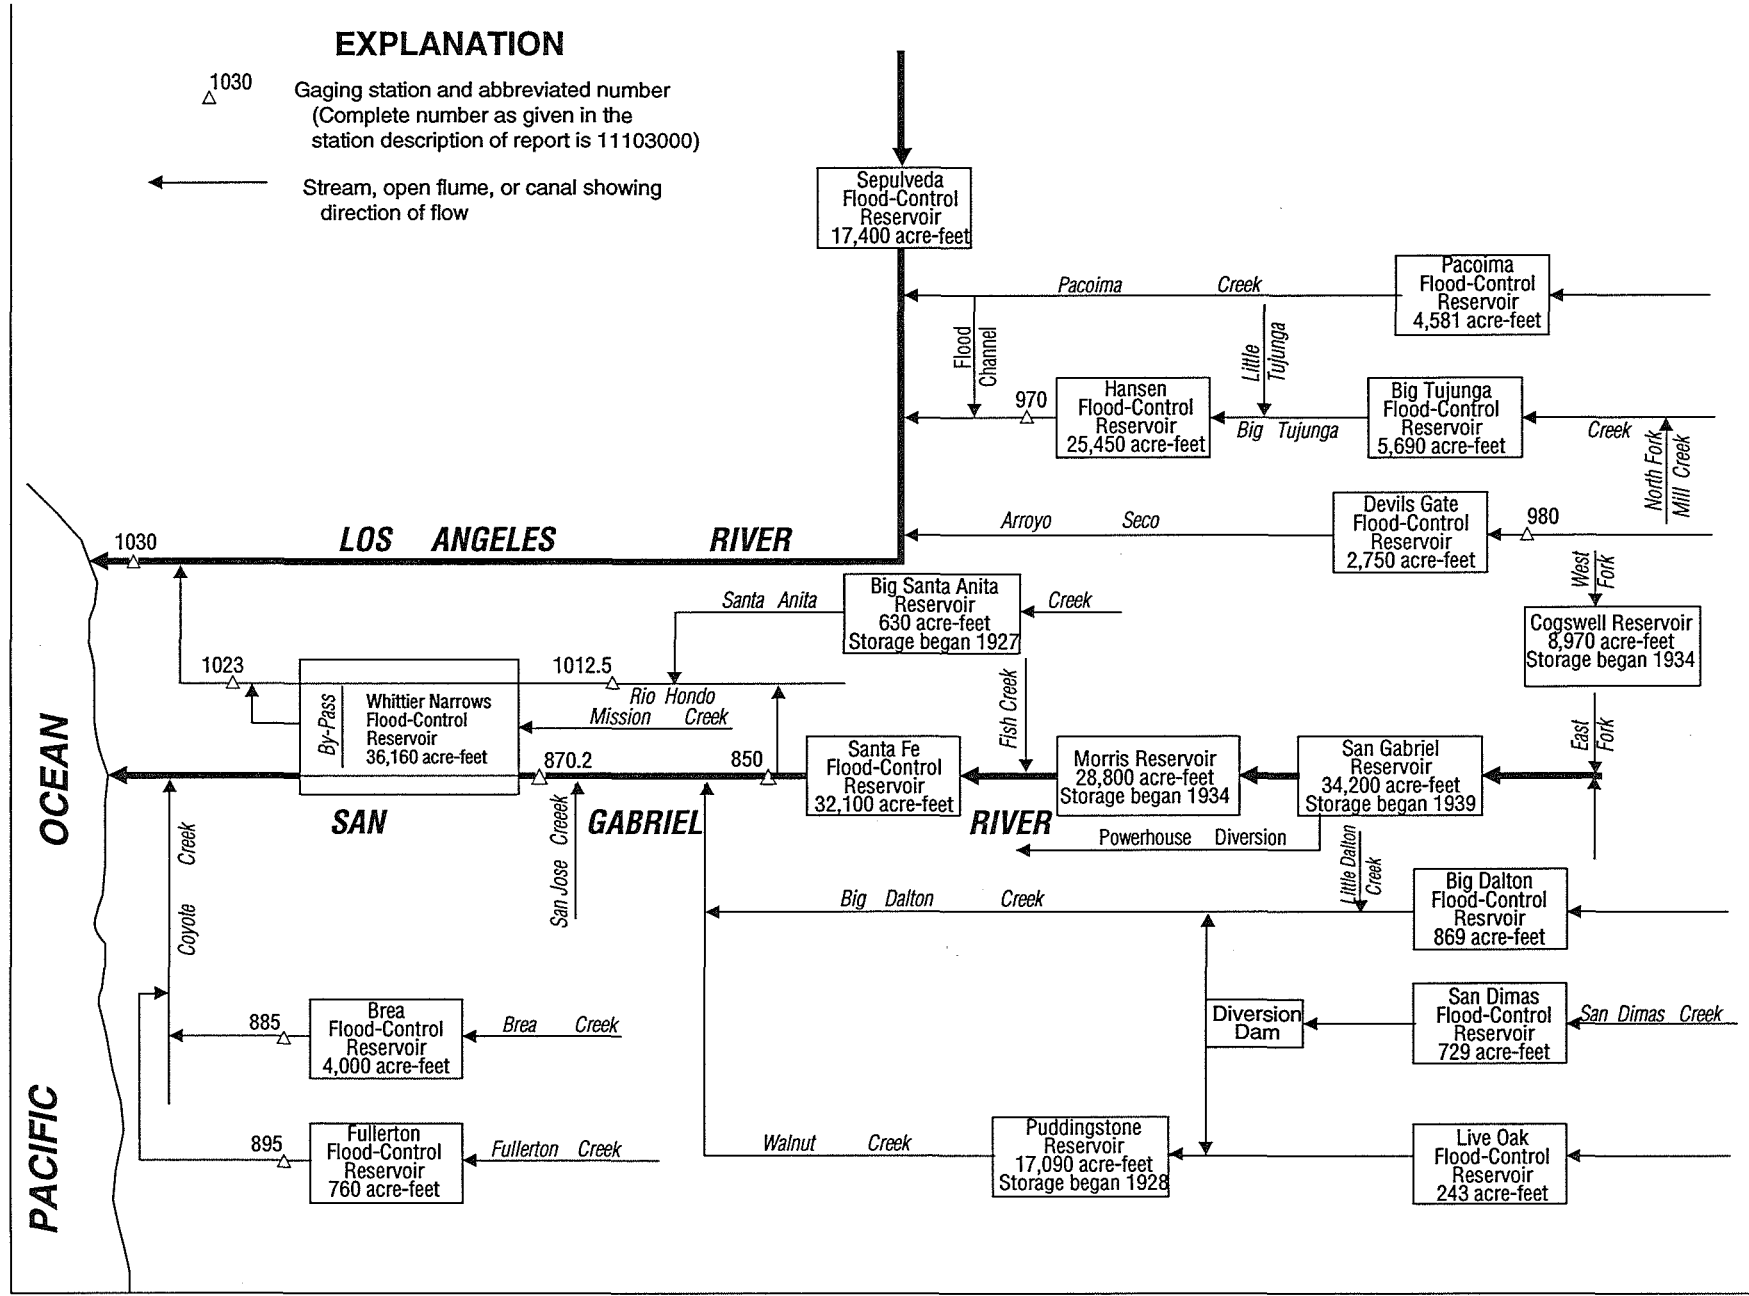 EXPLANATION
1030
Gaging station and abbreviated number
(Complete number as given in the
station description of report is 11103000)
Stream, open flume, or canal showing
direction of flow
Sepulveda
Flood-Control
Reservoir
17,400 acre-feet
Pacoima Creek
Pacoima
Flood-Control
Reservoir
4,581 acre-feet
Flood
Channel
Little
Tujunga
970
Hansen
Flood-Control
Reservoir
25,450 acre-feet
Big Tujunga
Big Tujunga
Flood-Control
Reservoir
5,690 acre-feet
Creek
North Fork
Mill Creek
Arroyo Seco
Devils Gate
Flood-Control
Reservoir
2,750 acre-feet
980
1030
LOS ANGELES RIVER
West
Fork
Cogswell Reservoir
8,970 acre-feet
Storage began 1934
Santa Anita
Big Santa Anita
Reservoir
630 acre-feet
Storage began 1927
Creek
1023
1012.5
Rio Hondo
Mission Creek
By-Pass
Whittier Narrows
Flood-Control
Reservoir
36,160 acre-feet
870.2
850
Santa Fe
Flood-Control
Reservoir
32,100 acre-feet
Fish Creek
Morris Reservoir
28,800 acre-feet
Storage began 1934
San Gabriel
Reservoir
34,200 acre-feet
Storage began 1939
East
Fork
SAN GABRIEL RIVER
Powerhouse Diversion
San Jose Creeek
Coyote Creek
Little Dalton
Creek
Big Dalton Creek
Big Dalton
Flood-Control
Resrvoir
869 acre-feet
Diversion
Dam
San Dimas
Flood-Control
Reservoir
729 acre-feet
San Dimas Creek
885
Brea
Flood-Control
Reservoir
4,000 acre-feet
Brea Creek
895
Fullerton
Flood-Control
Reservoir
760 acre-feet
Fullerton Creek
Walnut Creek
Puddingstone
Reservoir
17,090 acre-feet
Storage began 1928
Live Oak
Flood-Control
Reservoir
243 acre-feet
PACIFIC OCEAN